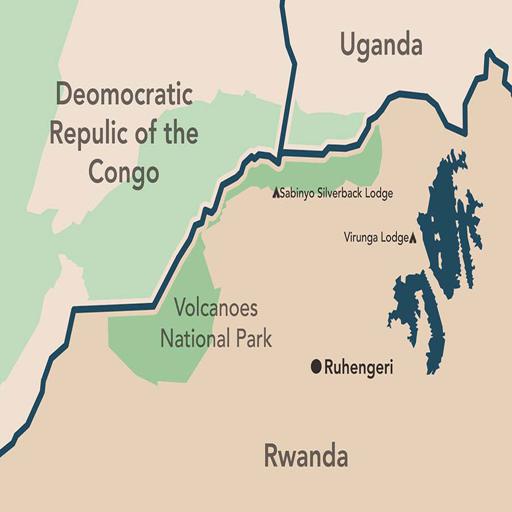 Uganda
Deomocratic
Repulic of the
Congo
Sabinyo Silverback Lodge
Virunga Lodge
Volcanoes
National Park
Ruhengeri
Rwanda